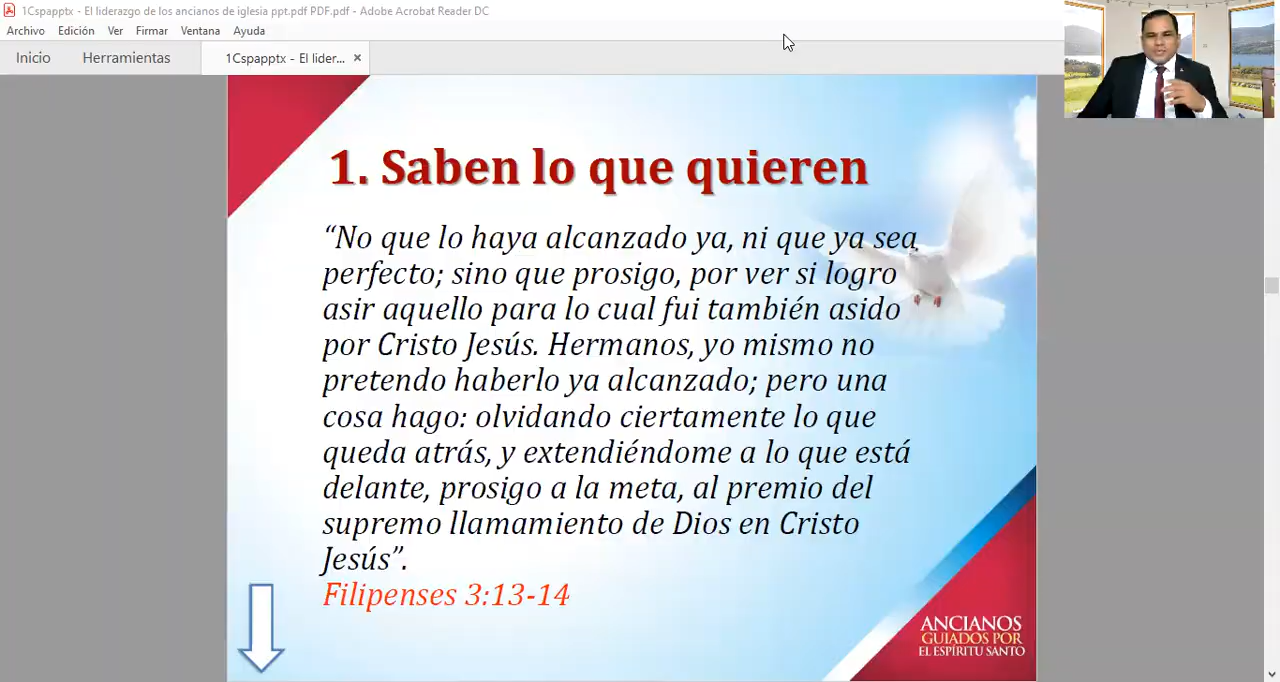 1Cspapptx - El liderazgo de los ancianos de iglesia ppt.pdf PDF.pdf - Adobe Acrobat Reader DC
Archivo Edición Ver Firmar Ventana Ayuda
Inicio Herramientas 1Cspapptx - El lider... ×
1. Saben lo que quieren
“No que lo haya alcanzado ya, ni que ya sea
perfecto; sino que prosigo, por ver si logro
asir aquello para lo cual fui también asido
por Cristo Jesús. Hermanos, yo mismo no
pretendo haberlo ya alcanzado; pero una
cosa hago: olvidando ciertamente lo que
queda atrás, y extendiéndome a lo que está
delante, prosigo a la meta, al premio del
supremo llamamiento de Dios en Cristo
Jesús”.
Filipenses 3:13-14
ANCIANOS
GUIADOS POR
EL ESPÍRITU SANTO